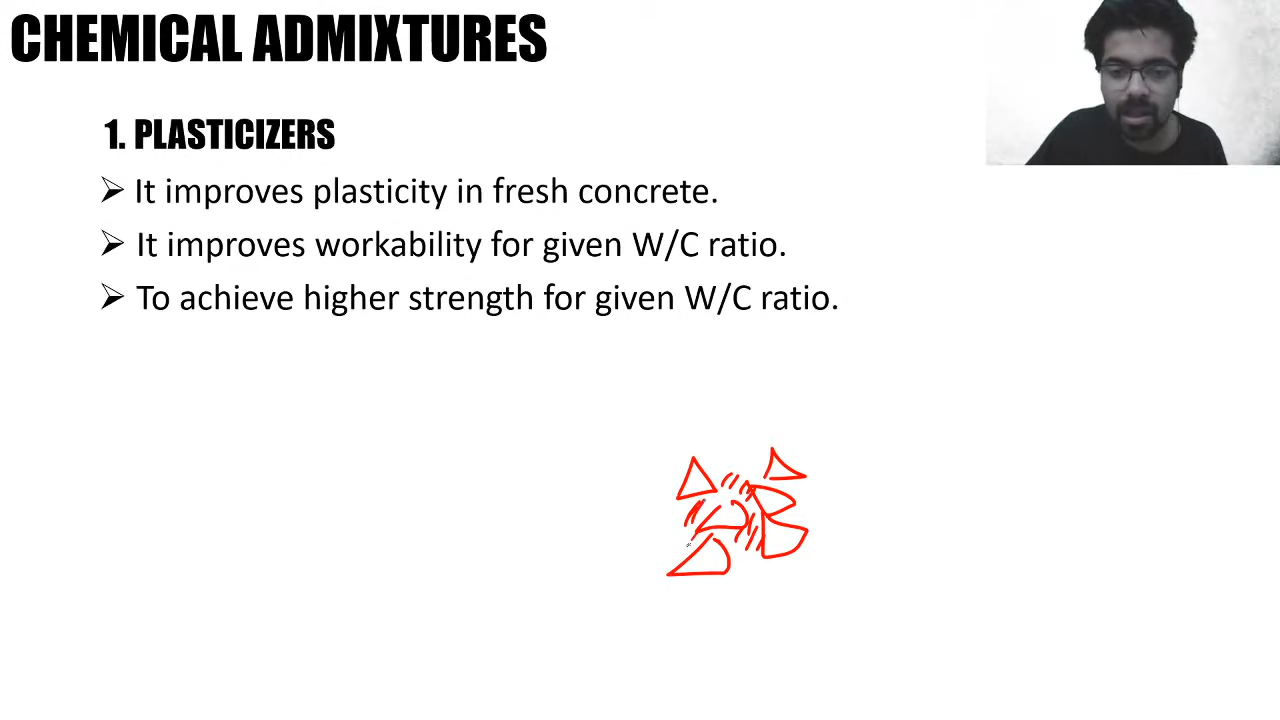 CHEMICAL ADMIXTURES
1. PLASTICIZERS
➢ It improves plasticity in fresh concrete.
➢ It improves workability for given W/C ratio.
➢ To achieve higher strength for given W/C ratio.